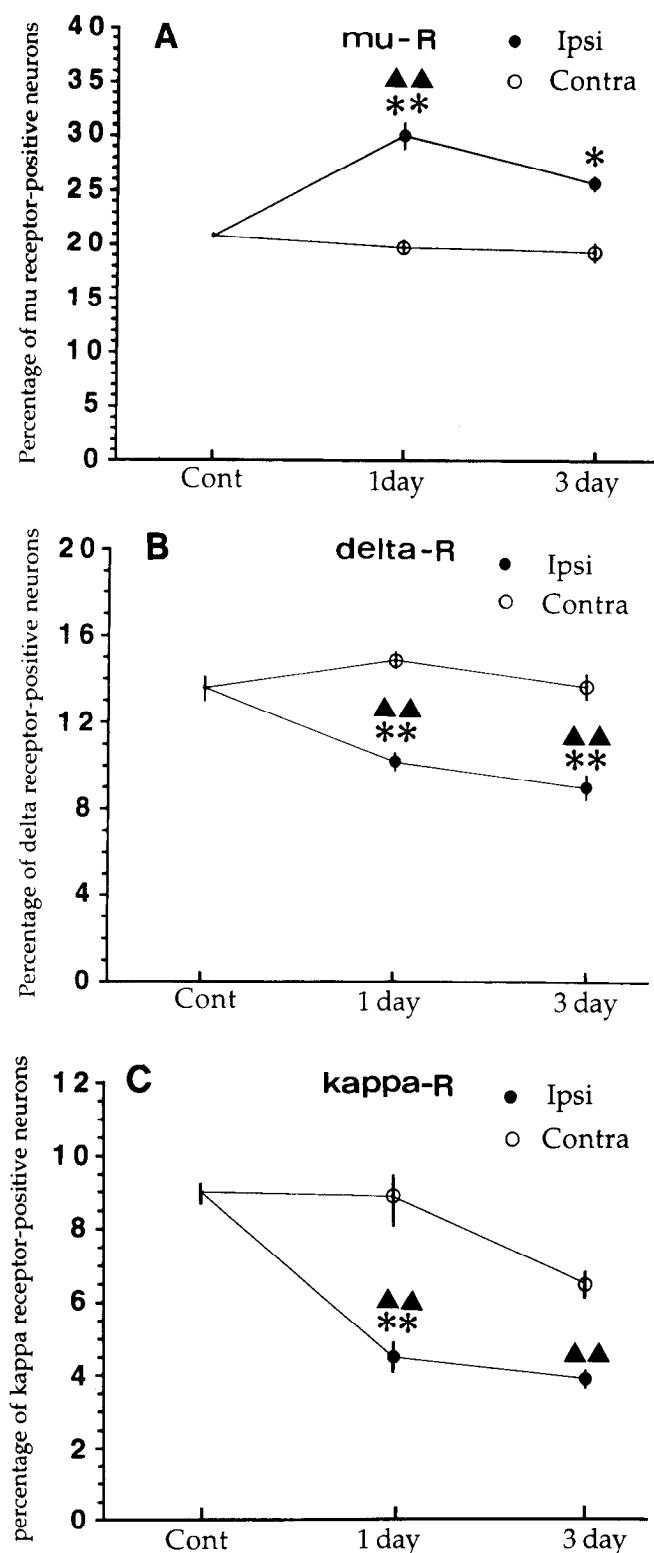 Percentage of mu receptor-positive neurons
A
mu-R
Ipsi
Contra
▲▲
**
*
40
35
30
25
20
15
10
5
0
Cont 1day 3 day
Percentage of delta receptor-positive neurons
B
delta-R
Ipsi
Contra
▲▲
**
▲▲
**
20
16
12
8
4
0
Cont 1 day 3 day
percentage of kappa receptor-positive neurons
C
kappa-R
Ipsi
Contra
▲▲
**
▲▲
12
10
8
6
4
2
0
Cont 1 day 3 day